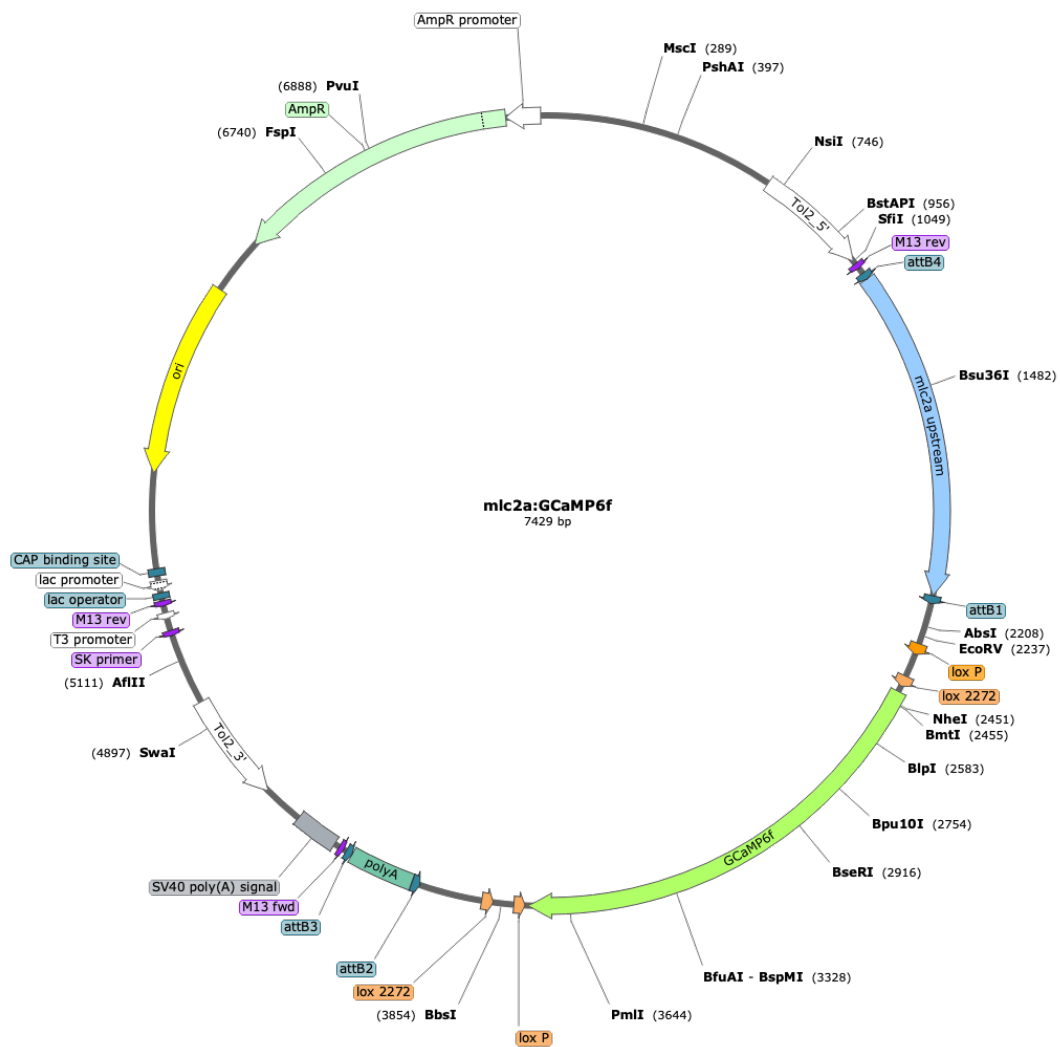 AmpR promoter
MscI (289)
PshAI (397)
(6888) PvuI
AmpR
(6740) FspI
NsiI (746)
Tol2_5'
BstAPI (956)
SfiI (1049)
M13 rev
attB4
ori
Bsu36I (1482)
mlc2a upstream
mlc2a:GCaMP6f
7429 bp
CAP binding site
lac promoter
lac operator
M13 rev
T3 promoter
SK primer
(5111) AflII
attB1
AbsI (2208)
EcoRV (2237)
lox P
lox 2272
NheI (2451)
BmtI (2455)
Tol2_3'
(4897) SwaI
BlpI (2583)
Bpu10I (2754)
GCaMP6f
BseRI (2916)
polyA
SV40 poly(A) signal
M13 fwd
attB3
attB2
lox 2272
(3854) BbsI
lox P
BfuAI - BspMI (3328)
PmlI (3644)